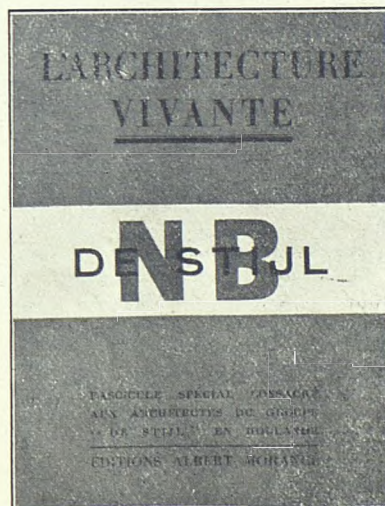 L'ARCHITECTURE
VIVANTE
NB
DE STIJL
FASCICULE SPÉCIAL CONSACRÉ
AUX ARCHITECTES DU GROUPE
"DE STIJL" EN HOLLANDE
ÉDITIONS ALBERT MORANCÉ